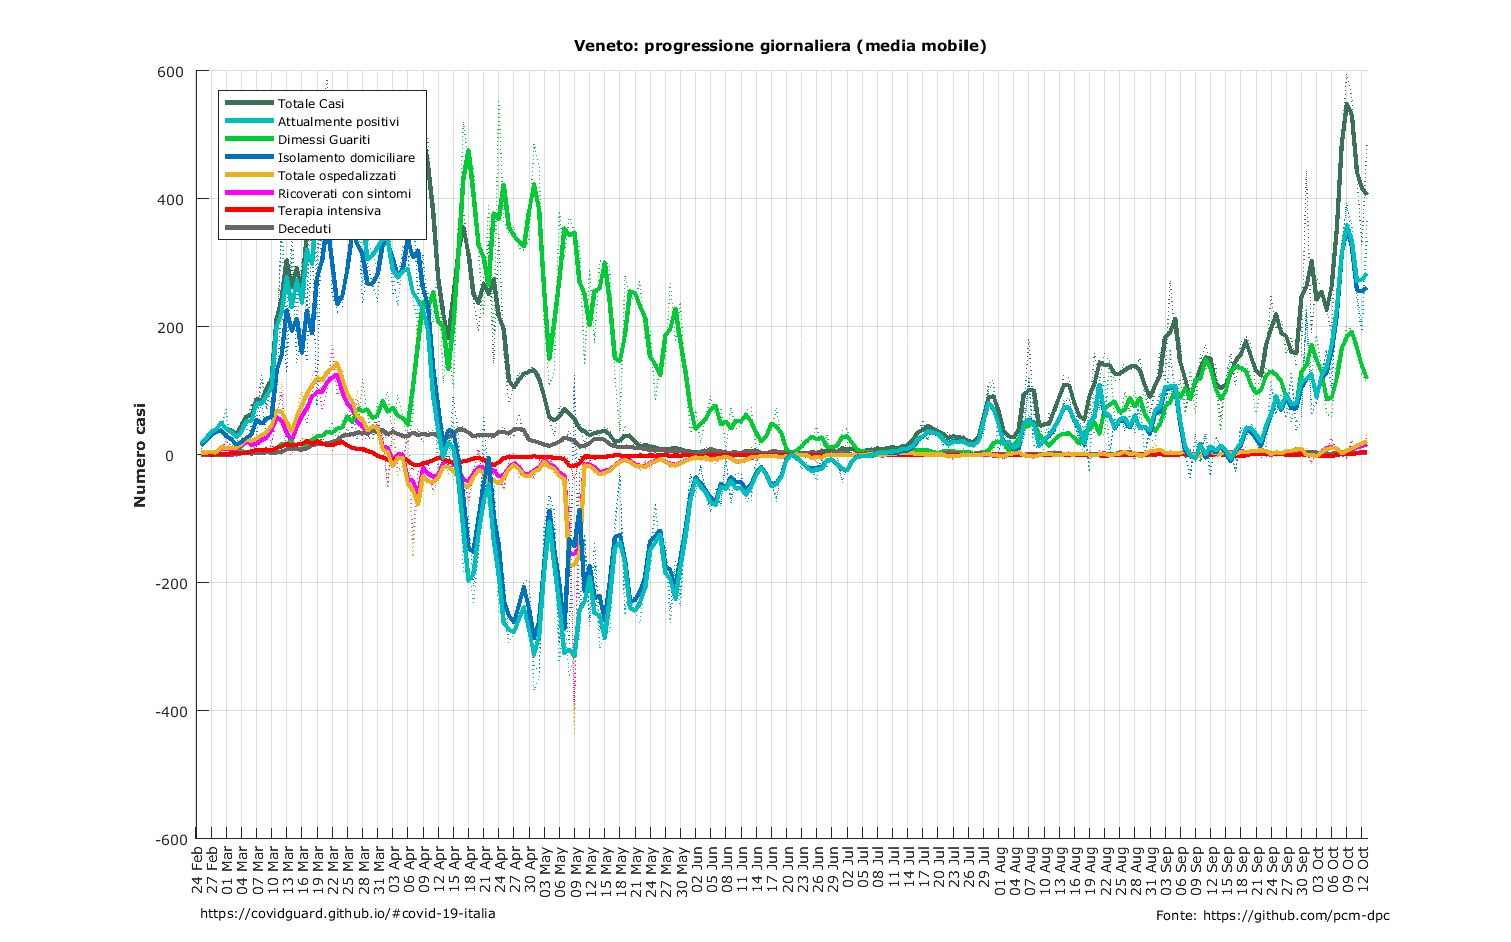 Veneto: progressione giornaliera (media mobile)
Numero casi
600
400
200
0
-200
-400
-600
Totale Casi
Attualmente positivi
Dimessi Guariti
Isolamento domiciliare
Totale ospedalizzati
Ricoverati con sintomi
Terapia intensiva
Deceduti
24 Feb
27 Feb
01 Mar
04 Mar
07 Mar
10 Mar
13 Mar
16 Mar
19 Mar
22 Mar
25 Mar
28 Mar
31 Mar
03 Apr
06 Apr
09 Apr
12 Apr
15 Apr
18 Apr
21 Apr
24 Apr
27 Apr
30 Apr
03 May
06 May
09 May
12 May
15 May
18 May
21 May
24 May
27 May
30 May
02 Jun
05 Jun
08 Jun
11 Jun
14 Jun
17 Jun
20 Jun
23 Jun
26 Jun
29 Jun
02 Jul
05 Jul
08 Jul
11 Jul
14 Jul
17 Jul
20 Jul
23 Jul
26 Jul
29 Jul
01 Aug
04 Aug
07 Aug
10 Aug
13 Aug
16 Aug
19 Aug
22 Aug
25 Aug
28 Aug
31 Aug
03 Sep
06 Sep
09 Sep
12 Sep
15 Sep
18 Sep
21 Sep
24 Sep
27 Sep
30 Sep
03 Oct
06 Oct
09 Oct
12 Oct
https://covidguard.github.io/#covid-19-italia
Fonte: https://github.com/pcm-dpc